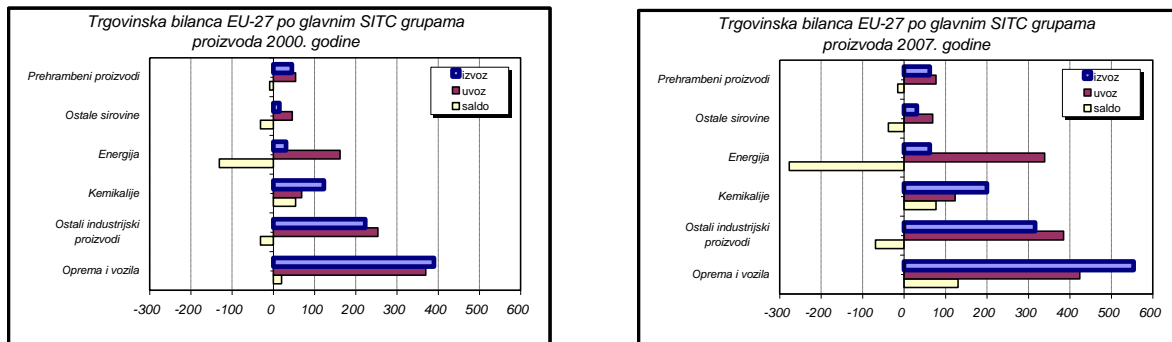 Trgovinska bilanca EU-27 po glavnim SITC grupama
proizvoda 2000. godine
izvoz
uvoz
saldo
Prehrambeni proizvodi
Ostale sirovine
Energija
Kemikalije
Ostali industrijski
proizvodi
Oprema i vozila
-300 -200 -100 0 100 200 300 400 500 600
Trgovinska bilanca EU-27 po glavnim SITC grupama
proizvoda 2007. godine
izvoz
uvoz
saldo
Prehrambeni proizvodi
Ostale sirovine
Energija
Kemikalije
Ostali industrijski
proizvodi
Oprema i vozila
-300 -200 -100 0 100 200 300 400 500 600